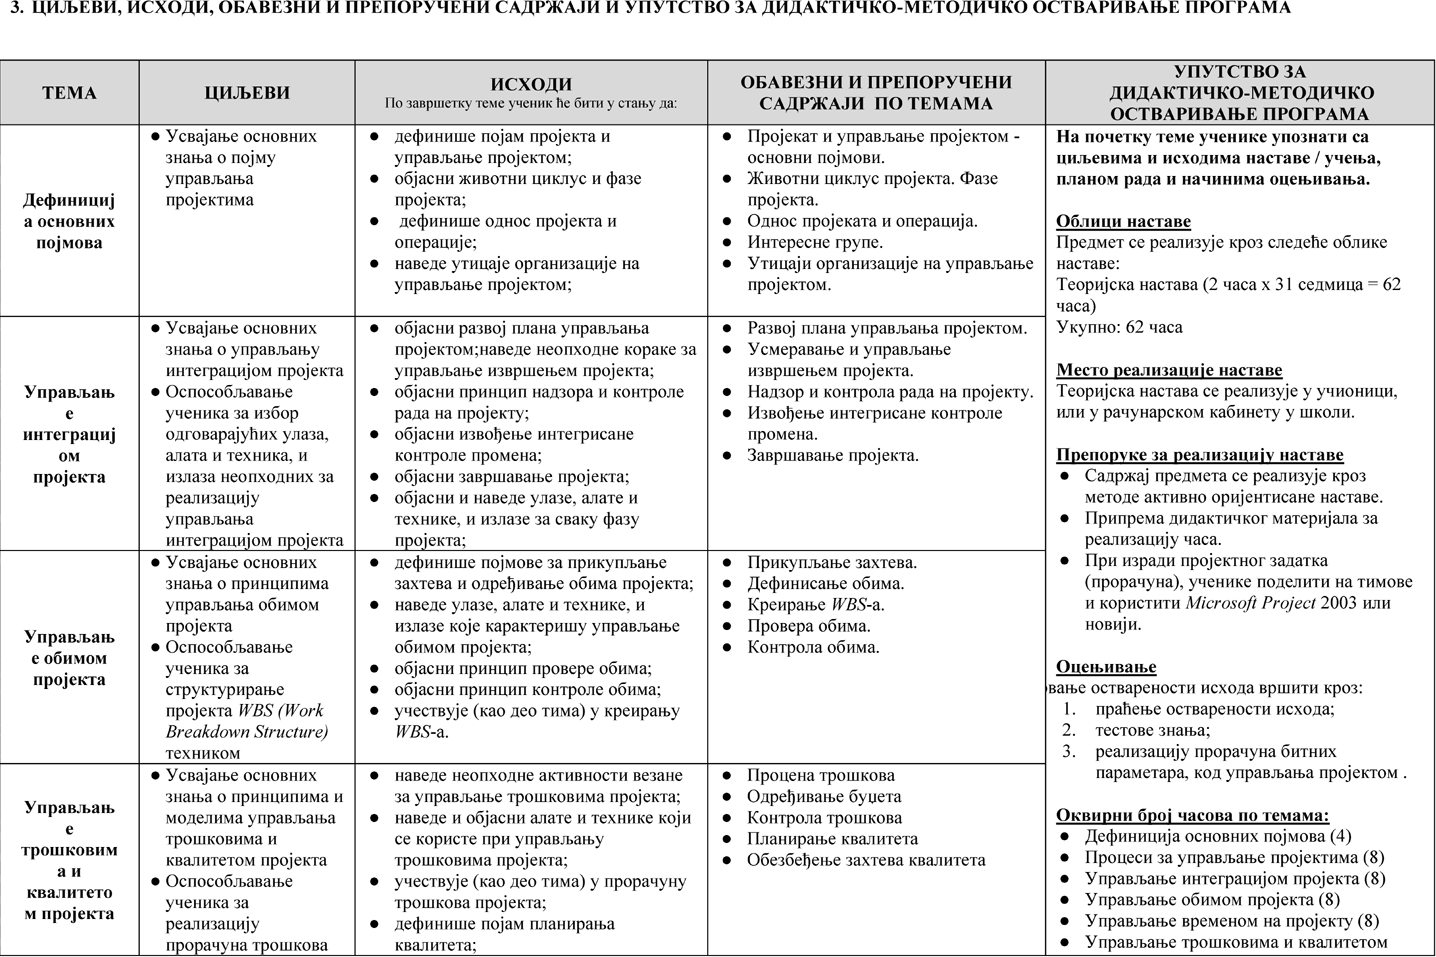 3. ЦИЉЕВИ, ИСХОДИ, ОБАВЕЗНИ И ПРЕПОРУЧЕНИ САДРЖАЈИ И УПУТСТВО ЗА ДИДАКТИЧКО-МЕТОДИЧКО ОСТВАРИВАЊЕ ПРОГРАМА
ТЕМА
ЦИЉЕВИ
ИСХОДИ
По завршетку теме ученик ће бити у стању да:
ОБАВЕЗНИ И ПРЕПОРУЧЕНИ
САДРЖАЈИ ПО ТЕМАМА
УПУТСТВО ЗА
ДИДАКТИЧКО-МЕТОДИЧКО
ОСТВАРИВАЊЕ ПРОГРАМА
Дефиницij
а основних
појмова
● Усвајање основних
знања о појму
управљања
пројектима
● дефинише појам пројекта и
управљање пројектом;
● објасни животни циклус и фазе
пројекта;
● дефинише однос пројекта и
операције;
● наведе утицаје организације на
управљање пројектом;
● Пројекат и управљање пројектом -
основни појмови.
● Животни циклус пројекта. Фазе
пројекта.
● Однос пројеката и операција.
● Интересне групе.
● Утицаји организације на управљање
пројектом.
Управљањ
е
интеграциј
ом
пројекта
● Усвајање основних
знања о управљању
интеграцијом пројекта
● Оспособљавање
ученика за избор
одговарајућих улаза,
алата и техника, и
излаза неопходних за
реализацију
управљања
интеграцијом пројекта
● објасни развој плана управљања
пројектом;наведе неопходне кораке за
управљање извршењем пројекта;
● објасни принцип надзора и контроле
рада на пројекту;
● објасни извођење интегрисане
контроле промена;
● објасни завршавање пројекта;
● објасни и наведе улазе, алате и
технике, и излазе за сваку фазу
пројекта;
● Развој плана управљања пројектом.
● Усмеравање и управљање
извршењем пројекта.
● Надзор и контрола рада на пројекту.
● Извођење интегрисане контроле
промена.
● Завршавање пројекта.
Управљањ
е обимом
пројекта
● Усвајање основних
знања о принципима
управљања обимом
пројекта
● Оспособљавање
ученика за
структурирање
пројекта WBS (Work
Breakdown Structure)
техником
● дефинише појмове за прикупљање
захтева и одређивање обима пројекта;
● наведе улазе, алате и технике, и
излазе које карактеришу управљање
обимом пројекта;
● објасни принцип провере обима;
● објасни принцип контроле обима;
● учествује (као део тима) у креирању
WBS-а.
● Прикупљање захтева.
● Дефинисање обима.
● Креирање WBS-а.
● Провера обима.
● Контрола обима.
Управљањ
е
трошковим
а и
квалитето
м пројекта
● Усвајање основних
знања о принципима и
моделима управљања
трошковима и
квалитетом пројекта
● Оспособљавање
ученика за
реализацију
прорачуна трошкова
● наведе неопходне активности везане
за управљање трошковима пројекта;
● наведе и објасни алате и технике који
се користе при управљању
трошковима пројекта;
● учествује (као део тима) у прорачуну
трошкова пројекта;
● дефинише појам планирања
квалитета;
● Процена трошкова
● Одређивање буџета
● Контрола трошкова
● Планирање квалитета
● Обезбеђење захтева квалитета
На почетку теме ученике упознати са
циљевима и исходима наставе / учења,
планом рада и начинима оцењивања.
Облици наставе
Предмет се реализује кроз следеће облике
наставе:
Теоријска настава (2 часа x 31 седмица = 62
часа)
Укупно: 62 часа
Место реализације наставе
Теоријска настава се реализује у учионици,
или у рачунарском кабинету у школи.
Препоруке за реализацију наставе
● Садржај предмета се реализује кроз
методе активно оријентисане наставе.
● Припрема дидактичког материјала за
реализацију часа.
● При изради пројектног задатка
(прорачуна), ученике поделити на тимове
и користити Microsoft Project 2003 или
новији.
Оцењивање
овање остварености исхода вршити кроз:
1. праћење остварености исхода;
2. тестове знања;
3. реализацију прорачуна битних
параметара, код управљања пројектом .
Оквирни број часова по темама:
● Дефиниција основних појмова (4)
● Процеси за управљање пројектима (8)
● Управљање интеграцијом пројекта (8)
● Управљање обимом пројекта (8)
● Управљање временом на пројекту (8)
● Управљање трошковима и квалитетом